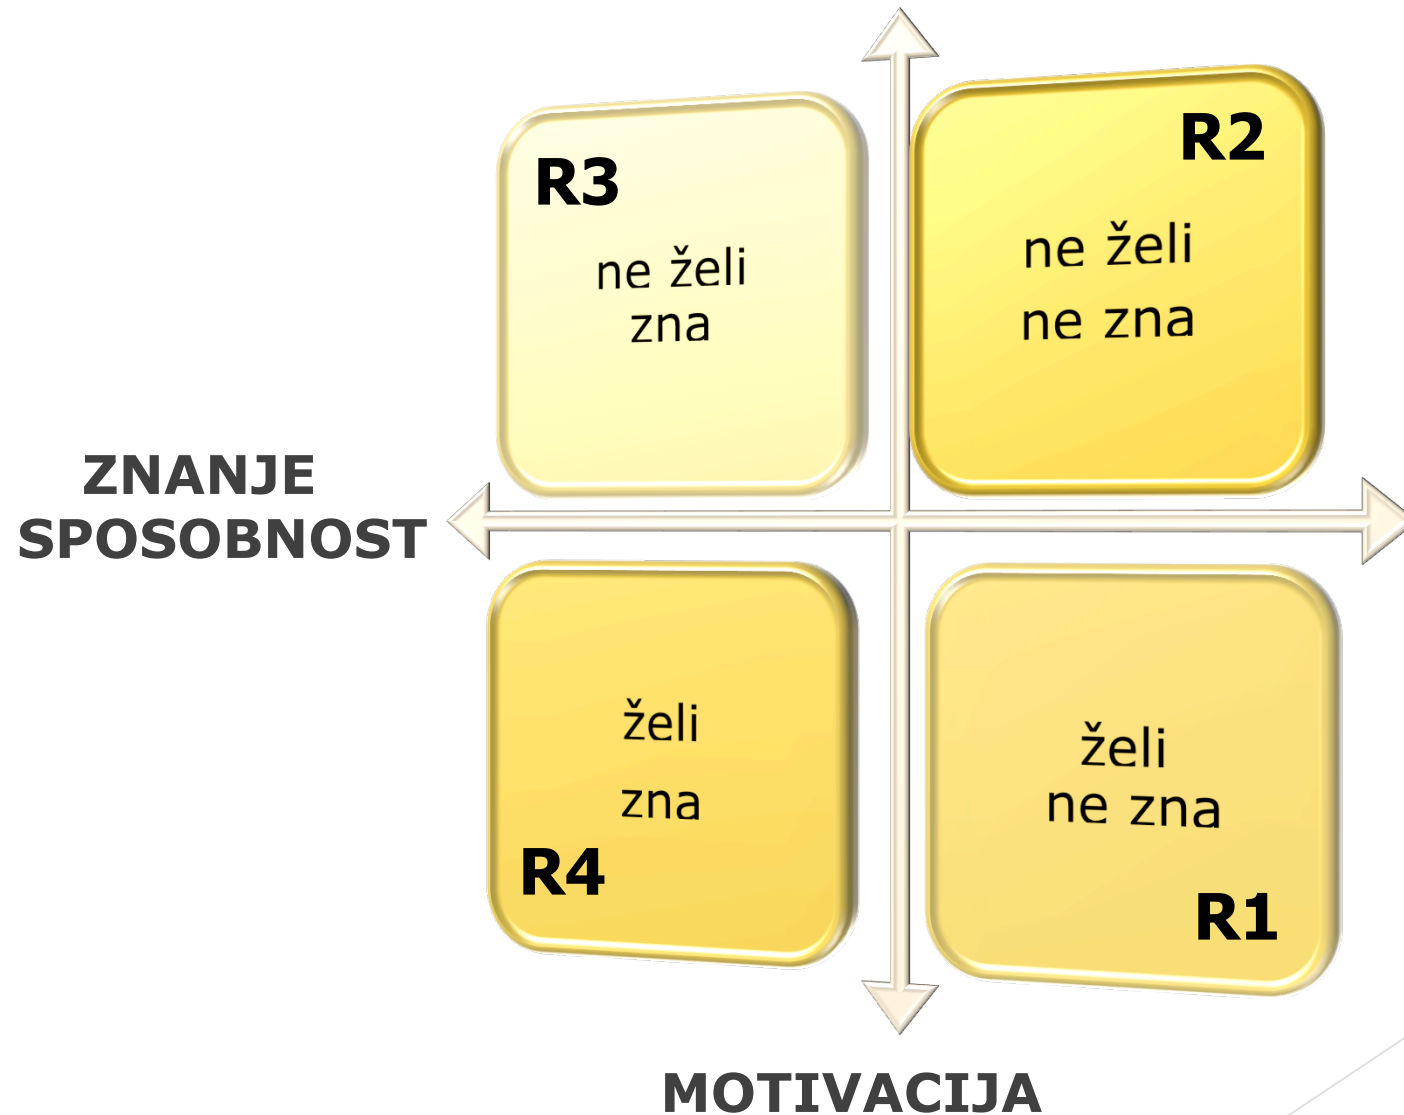 R3
ne želi
zna
R2
ne želi
ne zna
ZNANJE
SPOSOBNOST
želi
zna
R4
želi
ne zna
R1
MOTIVACIJA